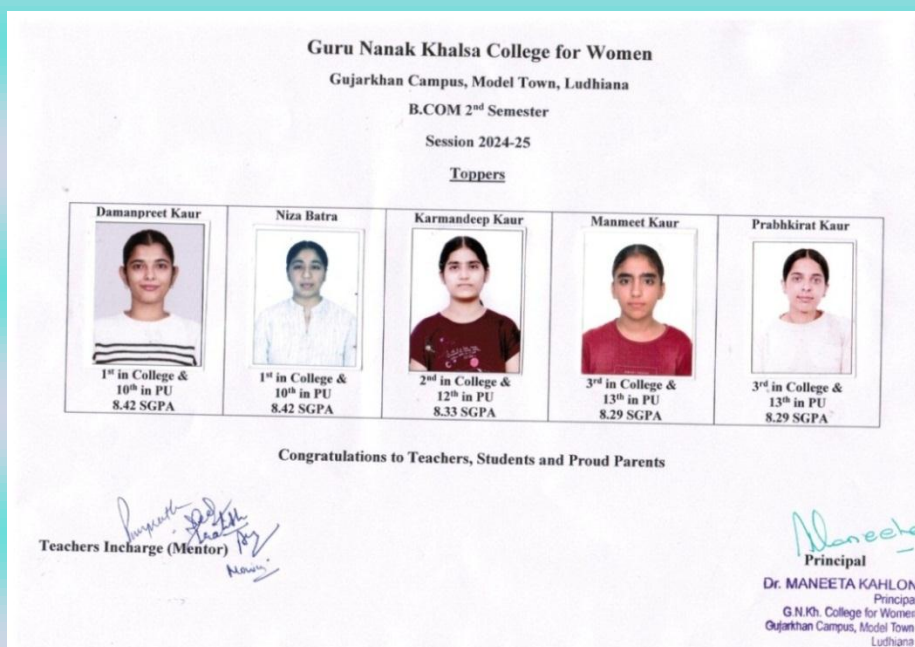 Guru Nanak Khalsa College for Women
Gujarkhan Campus, Model Town, Ludhiana
B.COM 2nd Semester
Session 2024-25
Toppers
Damanpreet Kaur
1st in College &
10th in PU
8.42 SGPA
Niza Batra
1st in College &
10th in PU
8.42 SGPA
Karmandeep Kaur
2nd in College &
12th in PU
8.33 SGPA
Manmeet Kaur
3rd in College &
13th in PU
8.29 SGPA
Prabhkirat Kaur
3rd in College &
13th in PU
8.29 SGPA
Congratulations to Teachers, Students and Proud Parents
Teachers Incharge (Mentor)
Maneeta
Principal
Dr. MANEETA KAHLON
Principal
G.N.Kh. College for Women
Gujarkhan Campus, Model Town
Ludhiana